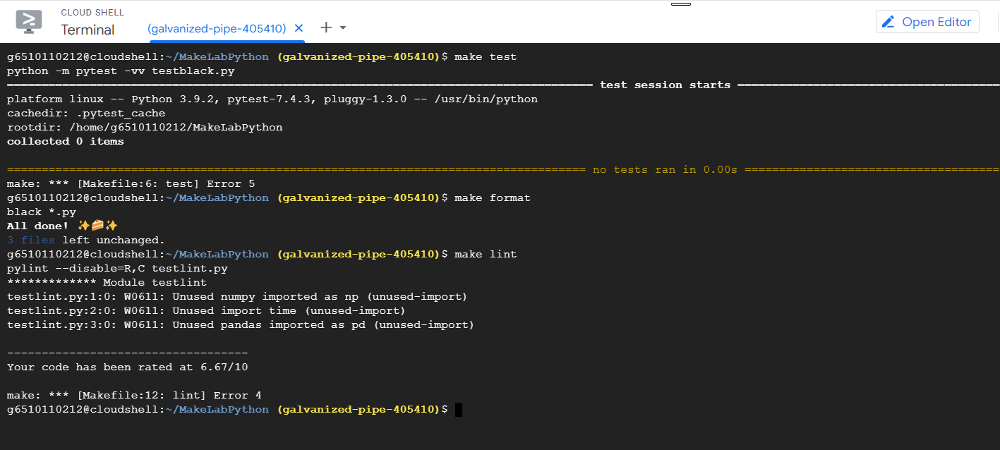 CLOUD SHELL
Terminal
(galvanized-pipe-405410)
Open Editor
g6510110212@cloudshell:~/MakeLabPython (galvanized-pipe-405410)$ make test
python -m pytest -vv testblack.py
===================================================================================== test session starts ======================================
platform linux -- Python 3.9.2, pytest-7.4.3, pluggy-1.3.0 -- /usr/bin/python
cachedir: .pytest_cache
rootdir: /home/g6510110212/MakeLabPython
collected 0 items
==================================================================================== no tests ran in 0.00s =====================================
make: *** [Makefile:6: test] Error 5
g6510110212@cloudshell:~/MakeLabPython (galvanized-pipe-405410)$ make format
black *.py
All done! ✨🍰✨
3 files left unchanged.
g6510110212@cloudshell:~/MakeLabPython (galvanized-pipe-405410)$ make lint
pylint --disable=R,C testlint.py
************* Module testlint
testlint.py:1:0: W0611: Unused numpy imported as np (unused-import)
testlint.py:2:0: W0611: Unused import time (unused-import)
testlint.py:3:0: W0611: Unused pandas imported as pd (unused-import)
-----------------------------------
Your code has been rated at 6.67/10
make: *** [Makefile:12: lint] Error 4
g6510110212@cloudshell:~/MakeLabPython (galvanized-pipe-405410)$